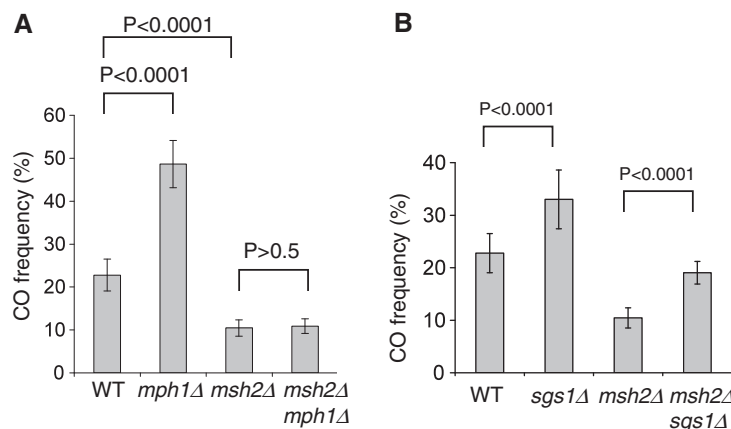 A
P<0.0001
P<0.0001
P>0.5
CO frequency (%)
60
50
40
30
20
10
0
WT mph1Δ msh2Δ msh2Δ
mph1Δ
B
P<0.0001
P<0.0001
CO frequency (%)
40
30
20
10
0
WT sgs1Δ msh2Δ msh2Δ
sgs1Δ